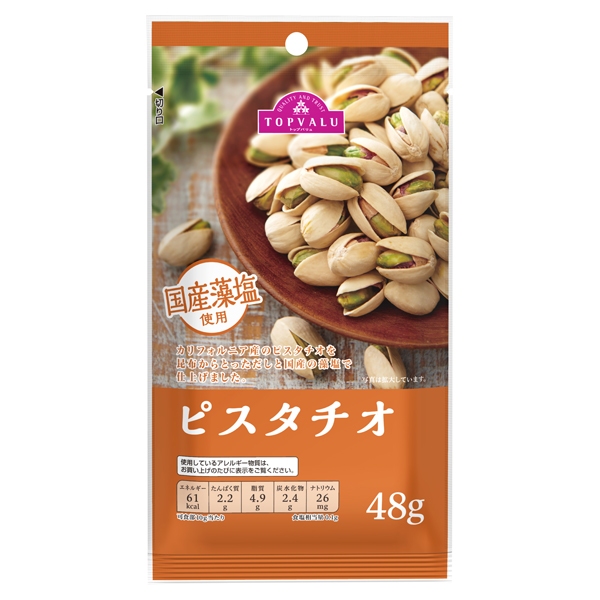 ◀切り口
QUALITY AND TRUST
TOPVALU
トップバリュ
国産藻塩
使用
カリフォルニア産のピスタチオを
昆布からとっただしと国産の藻塩で
仕上げました。
写真は拡大しています。
ピスタチオ
使用しているアレルギー物質は、
お買い上げのたびに表示をご覧ください。
エネルギー たんぱく質 脂質 炭水化物 ナトリウム
61 2.2 4.9 2.4 26
kcal g g g mg
可食部10g当たり 食塩相当量0.1g
48g